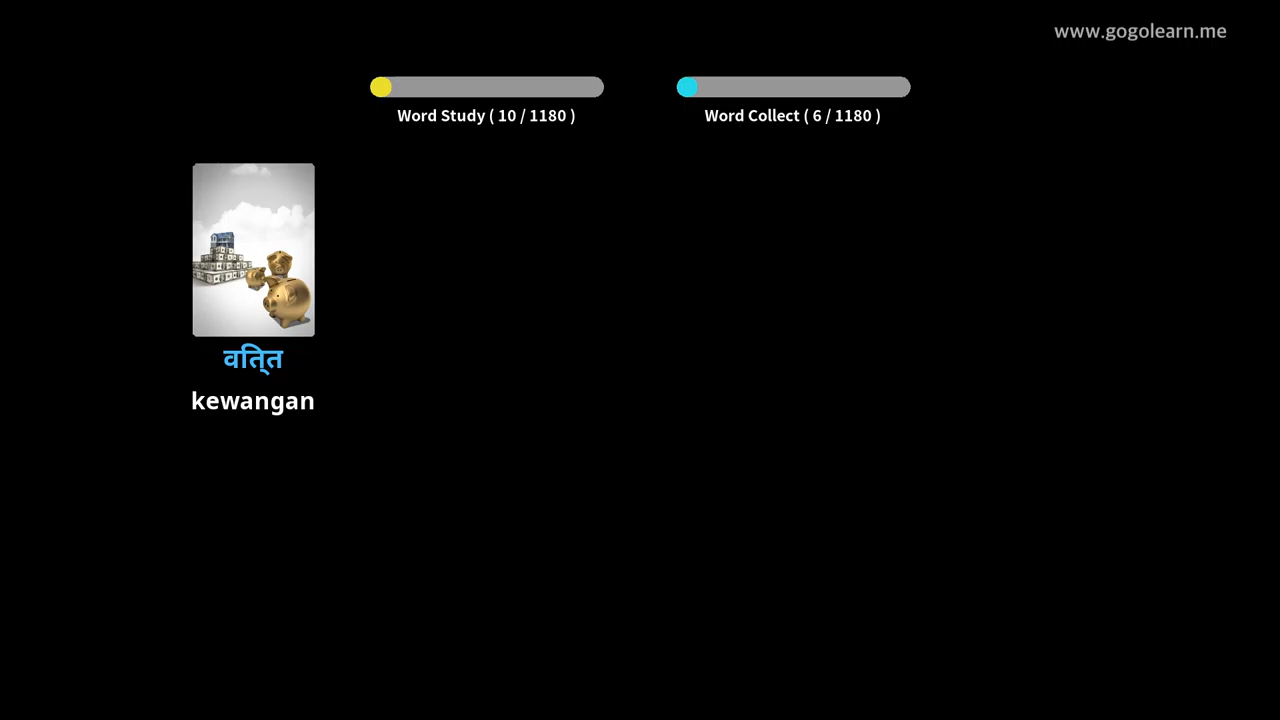 www.gogolearn.me
Word Study ( 10 / 1180 )
Word Collect ( 6 / 1180 )
वति्त
kewangan